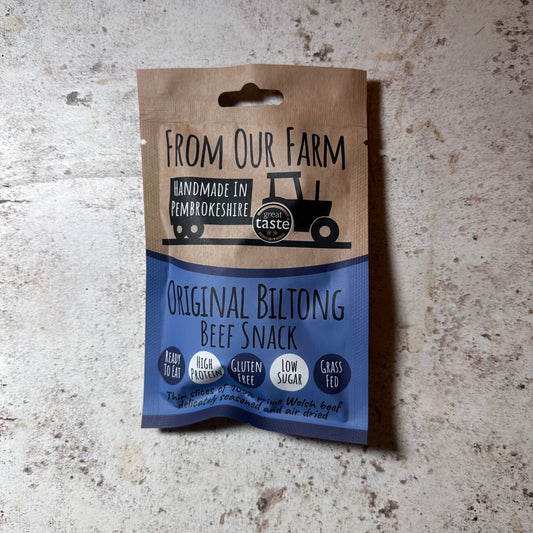 FROM OUR FARM
HANDMADE IN
PEMBROKESHIRE
great
taste
ORIGINAL BILTONG
BEEF SNACK
READY
TO EAT
HIGH
PROTEIN
GLUTEN
FREE
LOW
SUGAR
GRASS
FED
Thin slices of prime, Welsh beef
delicately seasoned and air dried